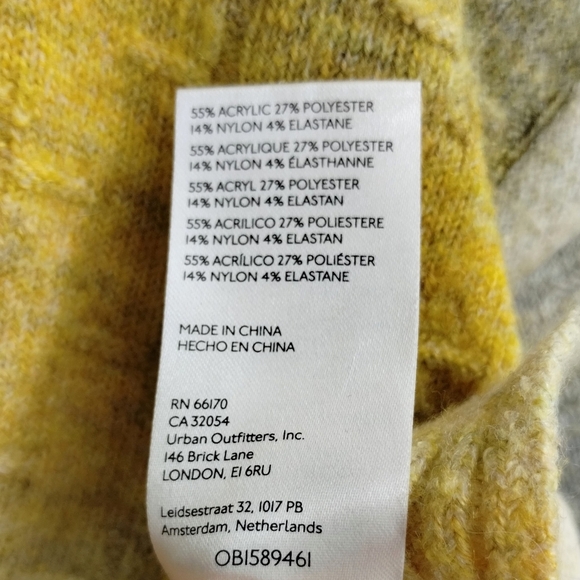 55% ACRYLIC 27% POLYESTER
14% NYLON 4% ELASTANE
55% ACRYLIQUE 27% POLYESTER
14% NYLON 4% ÉLASTHANNE
55% ACRYL 27% POLYESTER
14% NYLON 4% ELASTAN
55% ACRILICO 27% POLIESTERE
14% NYLON 4% ELASTAN
55% ACRÍLICO 27% POLIÉSTER
14% NYLON 4% ELASTANE
MADE IN CHINA
HECHO EN CHINA
RN 66170
CA 32054
Urban Outfitters, Inc.
146 Brick Lane
LONDON, E1 6RU
Leidsestraat 32, 1017 PB
Amsterdam, Netherlands
OB1589461